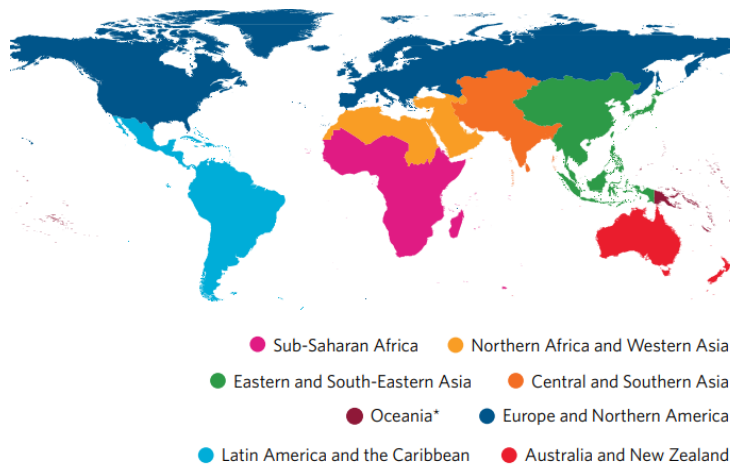 Sub-Saharan Africa Northern Africa and Western Asia
Eastern and South-Eastern Asia Central and Southern Asia
Oceania* Europe and Northern America
Latin America and the Caribbean Australia and New Zealand